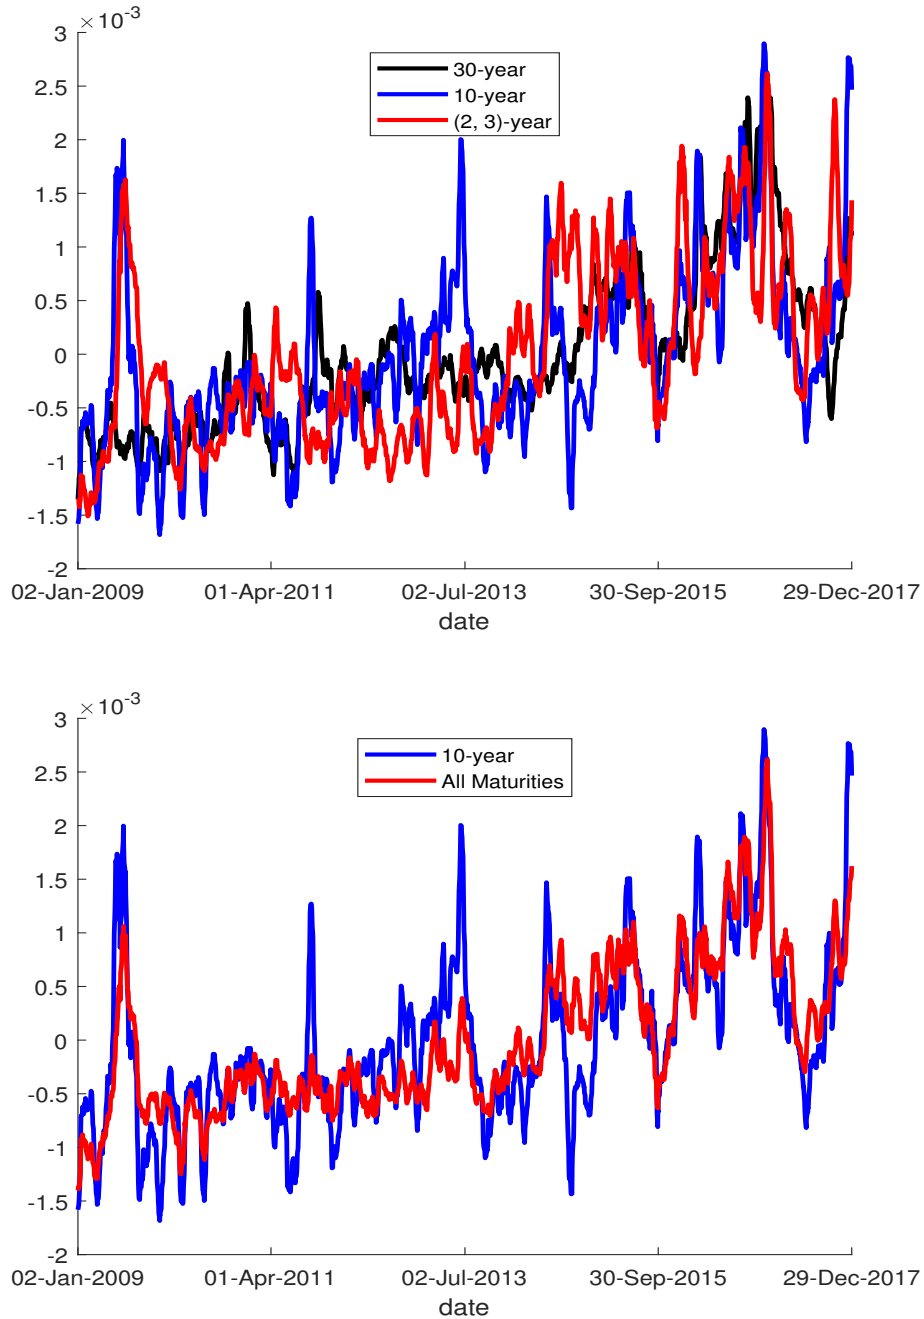 ×10-3
3
2.5
2
1.5
1
0.5
0
-0.5
-1
-1.5
-2
30-year
10-year
(2, 3)-year
02-Jan-2009 01-Apr-2011 02-Jul-2013 30-Sep-2015 29-Dec-2017
date
×10-3
3
2.5
2
1.5
1
0.5
0
-0.5
-1
-1.5
-2
10-year
All Maturities
02-Jan-2009 01-Apr-2011 02-Jul-2013 30-Sep-2015 29-Dec-2017
date